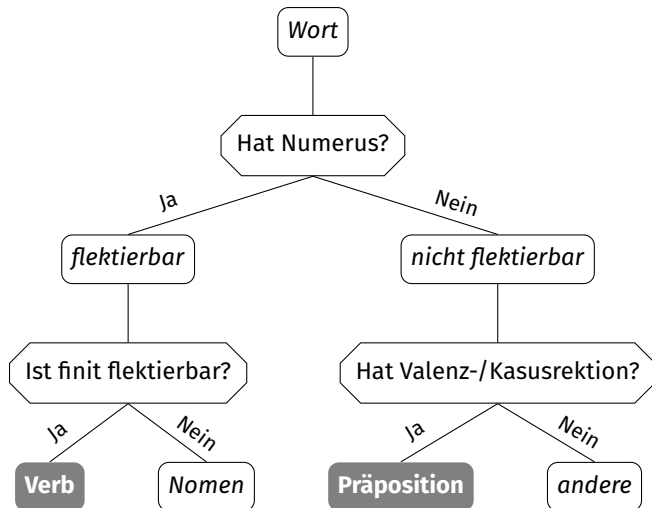 Wort
Hat Numerus?
Ja
Nein
flektierbar
nicht flektierbar
Ist finit flektierbar?
Hat Valenz-/Kasusrektion?
Ja
Nein
Ja
Nein
Verb
Nomen
Präposition
andere